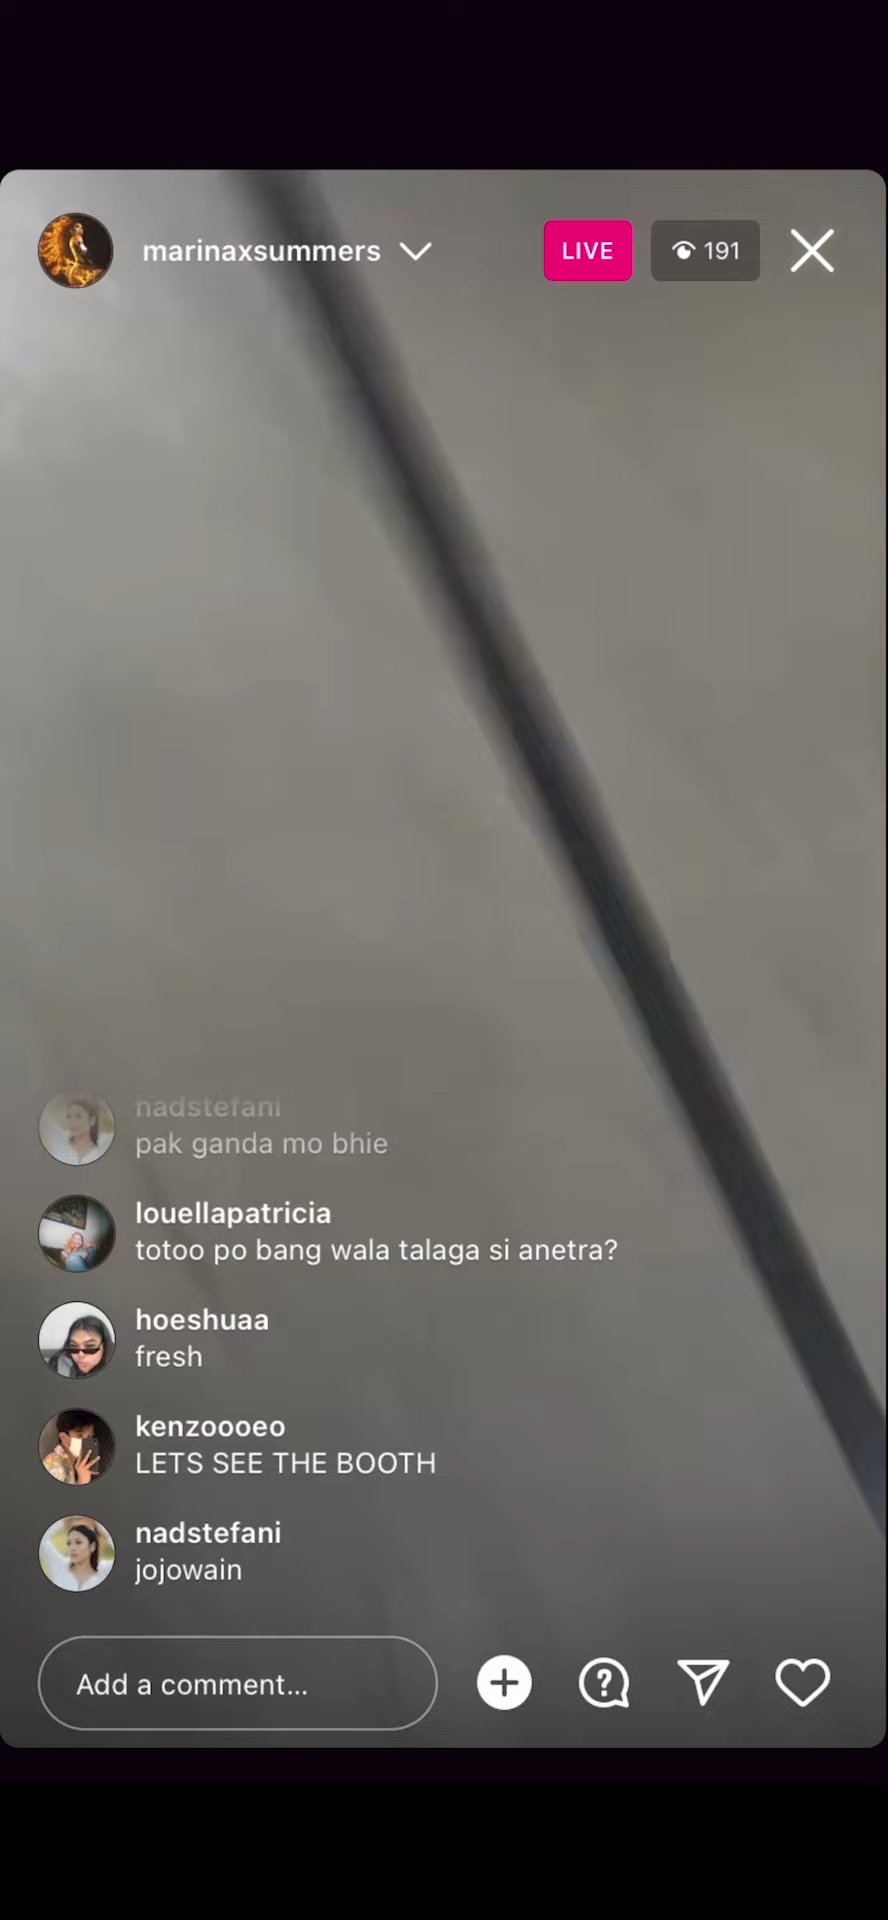 marinaxsummers
LIVE
191
nadstefani
pak ganda mo bhie
louellapatricia
totoo po bang wala talaga si anetra?
hoeshuaa
fresh
kenzoooeo
LETS SEE THE BOOTH
nadstefani
jojowain
Add a comment...